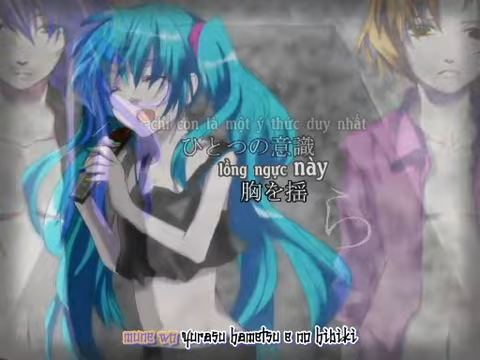 chỉ còn là một ý thức duy nhất
ひとつの意識
lồng ngực này
胸を揺
ら
mune wo yurasu hametsu e no hibiki